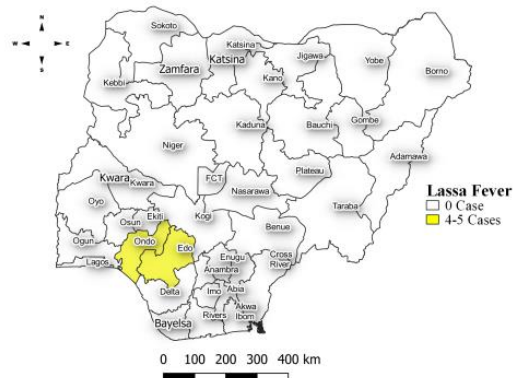 N
W E
S
Sokoto
Katsina
Katsina
Jigawa
Yobe
Borno
Zamfara
Kano
Kebbi
Gombe
Kaduna
Bauchi
Niger
Adamawa
Plateau
FCT
Kwara
Kwara
Nasarawa
Taraba
Oyo
Kogi
Ekiti
Osun
Benue
Ogun
Ondo
Edo
Enugu
Cross
River
Lagos
Anambra
Delta
Imo
Abia
Akwa
Ibom
Rivers
Bayelsa
Lassa Fever
0 Case
4-5 Cases
0 100 200 300 400 km